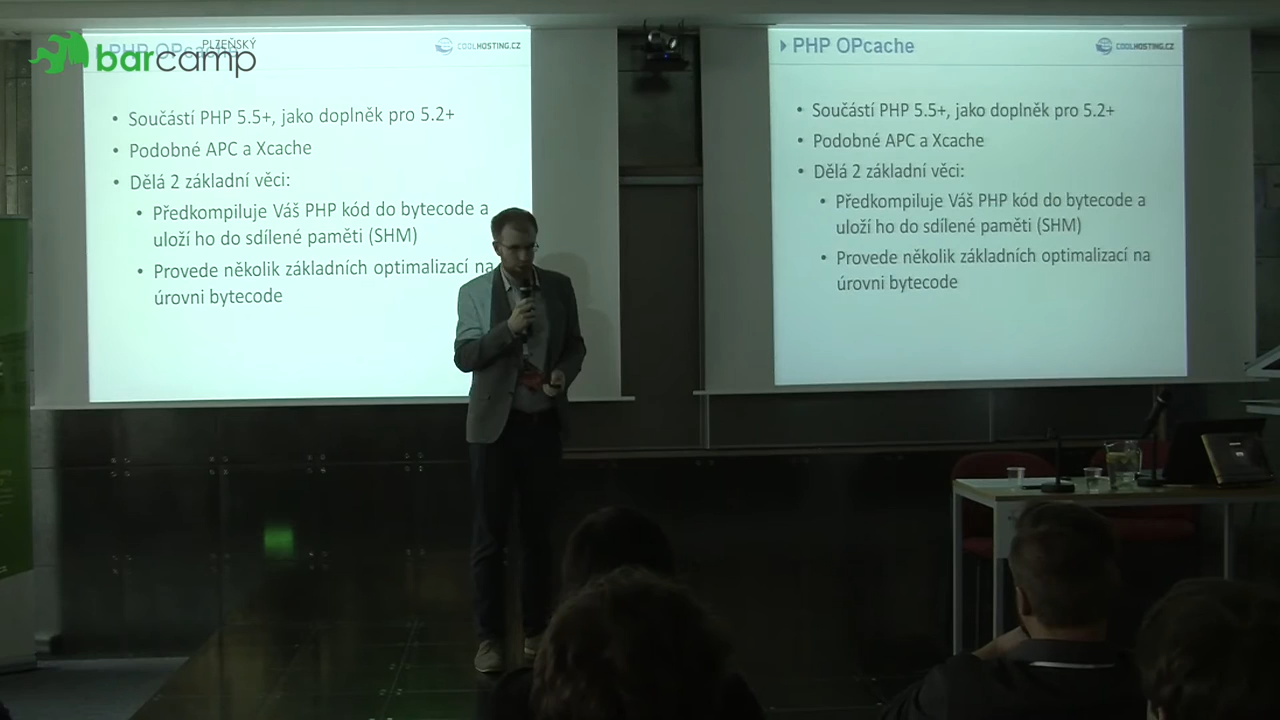 PLZEŇSKÝ
barcamp
PHP OPcache
COOLHOSTING.CZ
• Součástí PHP 5.5+, jako doplněk pro 5.2+
• Podobné APC a Xcache
• Dělá 2 základní věci:
• Předkompiluje Váš PHP kód do bytecode a
uloží ho do sdílené paměti (SHM)
• Provede několik základních optimalizací na
úrovni bytecode
PHP OPcache
COOLHOSTING.CZ
• Součástí PHP 5.5+, jako doplněk pro 5.2+
• Podobné APC a Xcache
• Dělá 2 základní věci:
• Předkompiluje Váš PHP kód do bytecode a
uloží ho do sdílené paměti (SHM)
• Provede několik základních optimalizací na
úrovni bytecode